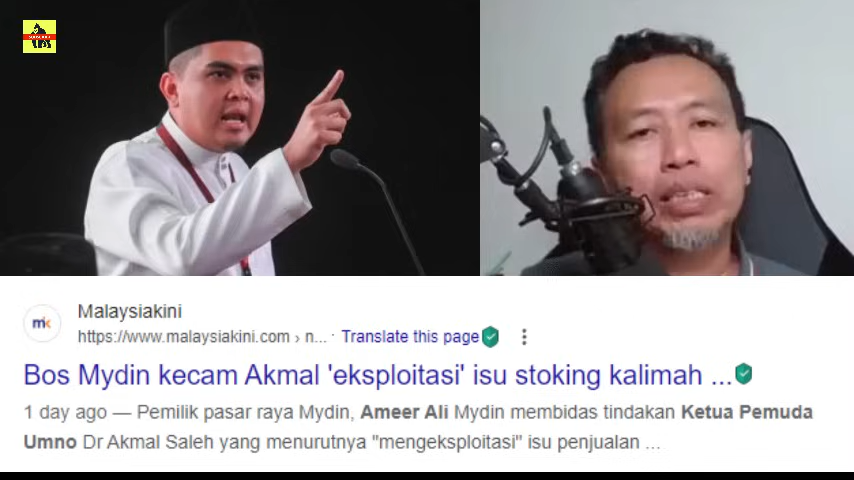 Malaysiakini
mk
https://www.malaysiakini.com › n... · Translate this page
Bos Mydin kecam Akmal 'eksploitasi' isu stoking kalimah ...
1 day ago — Pemilik pasar raya Mydin, Ameer Ali Mydin membidas tindakan Ketua Pemuda
Umno Dr Akmal Saleh yang menurutnya "mengeksploitasi" isu penjualan ...